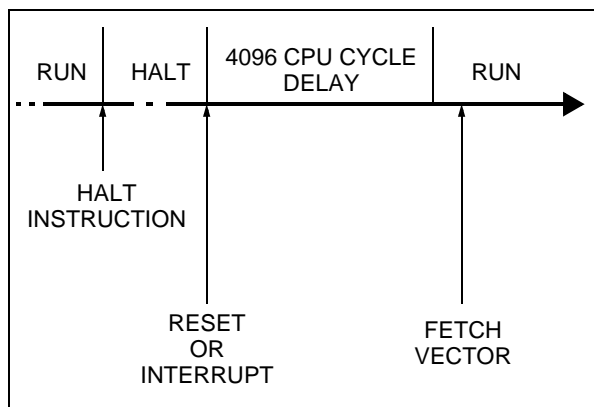 RUN
HALT
4096 CPU CYCLE
DELAY
RUN
HALT
INSTRUCTION
RESET
OR
INTERRUPT
FETCH
VECTOR